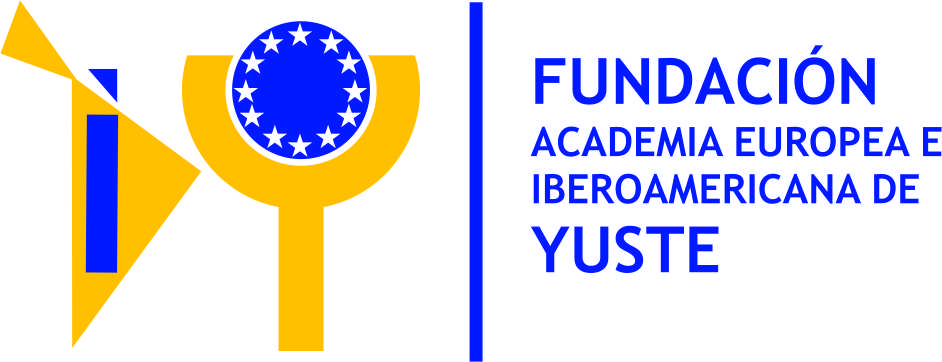 FUNDACIÓN
ACADEMIA EUROPEA E
IBEROAMERICANA DE
YUSTE